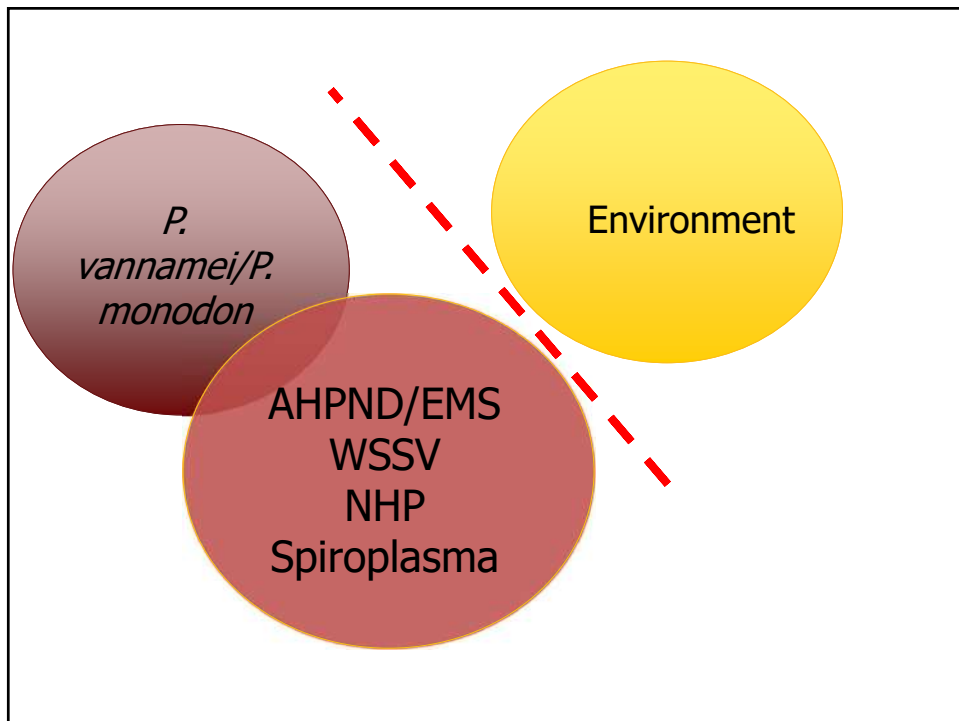 P.
vannamei/P.
monodon
Environment
AHPND/EMS
WSSV
NHP
Spiroplasma